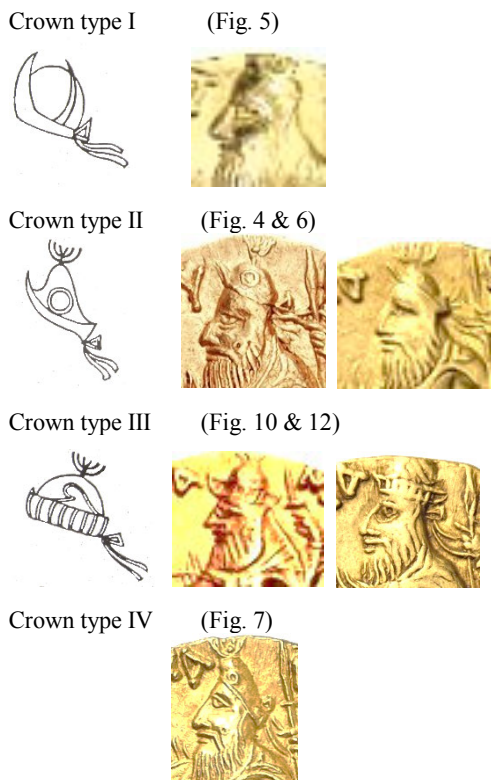 Crown type I (Fig. 5)
Crown type II (Fig. 4 & 6)
Crown type III (Fig. 10 & 12)
Crown type IV (Fig. 7)